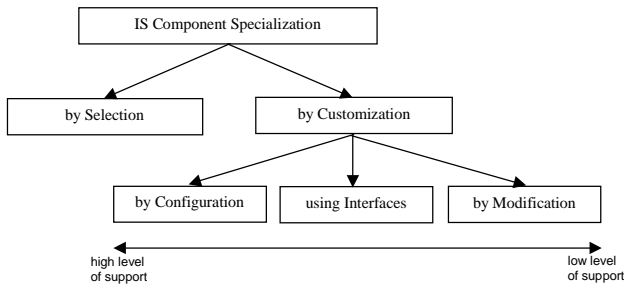 IS Component Specialization
by Selection
by Customization
by Configuration
using Interfaces
by Modification
high level
of support
low level
of support